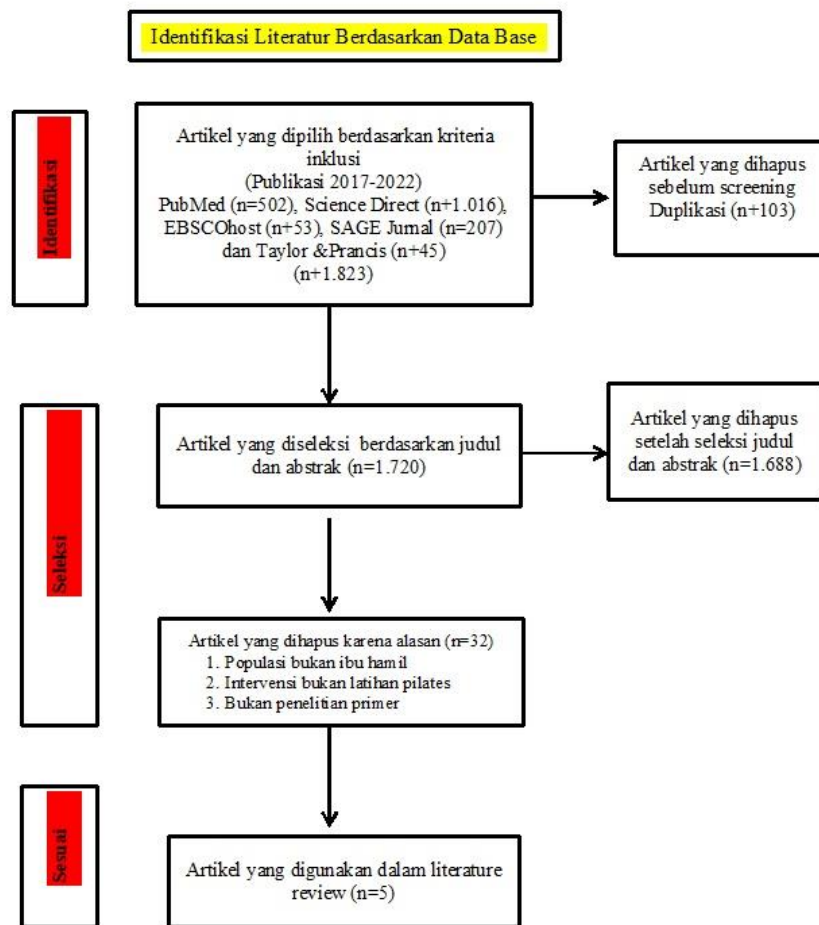 Identifikasi Literatur Berdasarkan Data Base
Identifikasi
Artikel yang dipilih berdasarkan kriteria
inklusi
(Publikasi 2017-2022)
PubMed (n=502), Science Direct (n+1.016),
EBSCOhost (n+53), SAGE Jurnal (n=207)
dan Taylor &Prancis (n+45)
(n+1.823)
Artikel yang dihapus
sebelum screening
Duplikasi (n+103)
Seleksi
Artikel yang diseleksi berdasarkan judul
dan abstrak (n=1.720)
Artikel yang dihapus
setelah seleksi judul
dan abstrak (n=1.688)
Artikel yang dihapus karena alasan (n=32)
1. Populasi bukan ibu hamil
2. Intervensi bukan latihan pilates
3. Bukan penelitian primer
Sesuai
Artikel yang digunakan dalam literature
review (n=5)